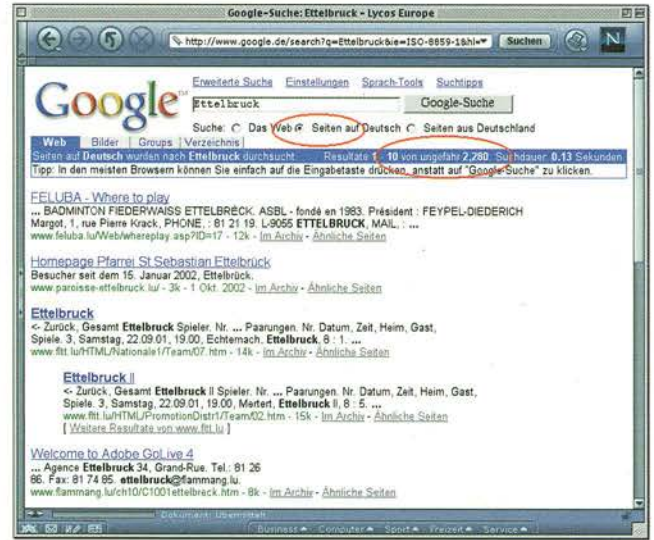 Google-Suche: Ettelbruck - Lycos Europe
http://www.google.de/search?q=Ettelbruck&ie=ISO-8859-1&hl= Suchen N
Erweiterte Suche Einstellungen Sprach-Tools Suchtipps
Google™ Ettelbruck Google-Suche
Suche: Das Web Seiten auf Deutsch Seiten aus Deutschland
Web Bilder Groups Verzeichnis
Seiten auf Deutsch wurden nach Ettelbruck durchsucht. Resultate 1 - 10 von ungefähr 2,280. Suchdauer: 0.13 Sekunden
Tipp: In den meisten Browsern können Sie einfach auf die Eingabetaste drücken, anstatt auf "Google-Suche" zu klicken.
FELUBA - Where to play
... BADMINTON FIEDERWAISS ETTELBRÉCK. ASBL - fondé en 1983. Président : FEYPEL-DIEDERICH
Margot, 1, rue Pierre Krack, PHONE, : 81 21 19. L-9055 ETTELBRUCK, MAIL, : ...
www.feluba.lu/Web/whereplay.asp?ID=17 - 12k - Im Archiv - Ähnliche Seiten
Homepage Pfarrei St Sebastian Ettelbrück
Besucher seit dem 15. Januar 2002, Ettelbrück.
www.paroisse-ettelbruck.lu/ - 3k - 1 Okt. 2002 - Im Archiv - Ähnliche Seiten
Ettelbruck
<- Zurück, Gesamt Ettelbruck Spieler. Nr. ... Paarungen. Nr. Datum, Zeit, Heim, Gast,
Spiele. 3, Samstag, 22.09.01, 19.00, Echternach, Ettelbruck, 8 : 1. ...
www.fltt.lu/HTML/Nationale1/Team/07.htm - 14k - Im Archiv - Ähnliche Seiten
Ettelbruck II
<- Zurück, Gesamt Ettelbruck II Spieler. Nr. ... Paarungen. Nr. Datum, Zeit, Heim, Gast,
Spiele. 3, Samstag, 22.09.01, 19.00, Mertert, Ettelbruck II, 8 : 5. ...
www.fltt.lu/HTML/PromotionDistr1/Team/02.htm - 15k - Im Archiv - Ähnliche Seiten
[ Weitere Resultate von www.fltt.lu ]
Welcome to Adobe GoLive 4
... Agence Ettelbruck 34, Grand-Rue. Tel.: 81 26
86. Fax: 81 74 85. ettelbruck@flammang.lu.
www.flammang.lu/ch10/C1001ettelbreck.htm - 8k - Im Archiv - Ähnliche Seiten
Dokument: Übermittelt
Business Computer Sport Freizeit Service